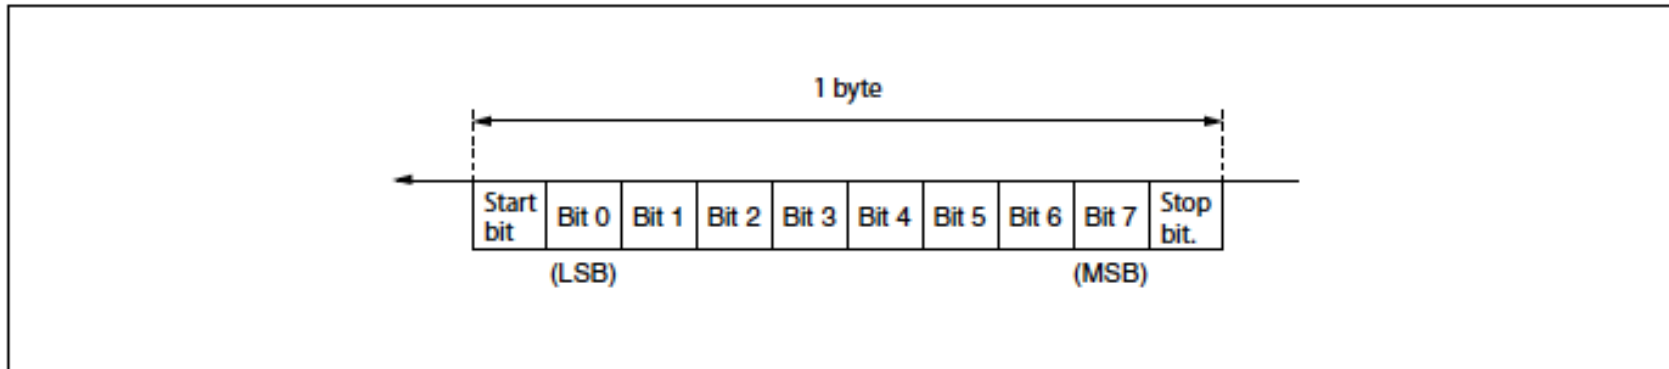 1 byte
Start bit Bit 0 Bit 1 Bit 2 Bit 3 Bit 4 Bit 5 Bit 6 Bit 7 Stop bit.
(LSB) (MSB)